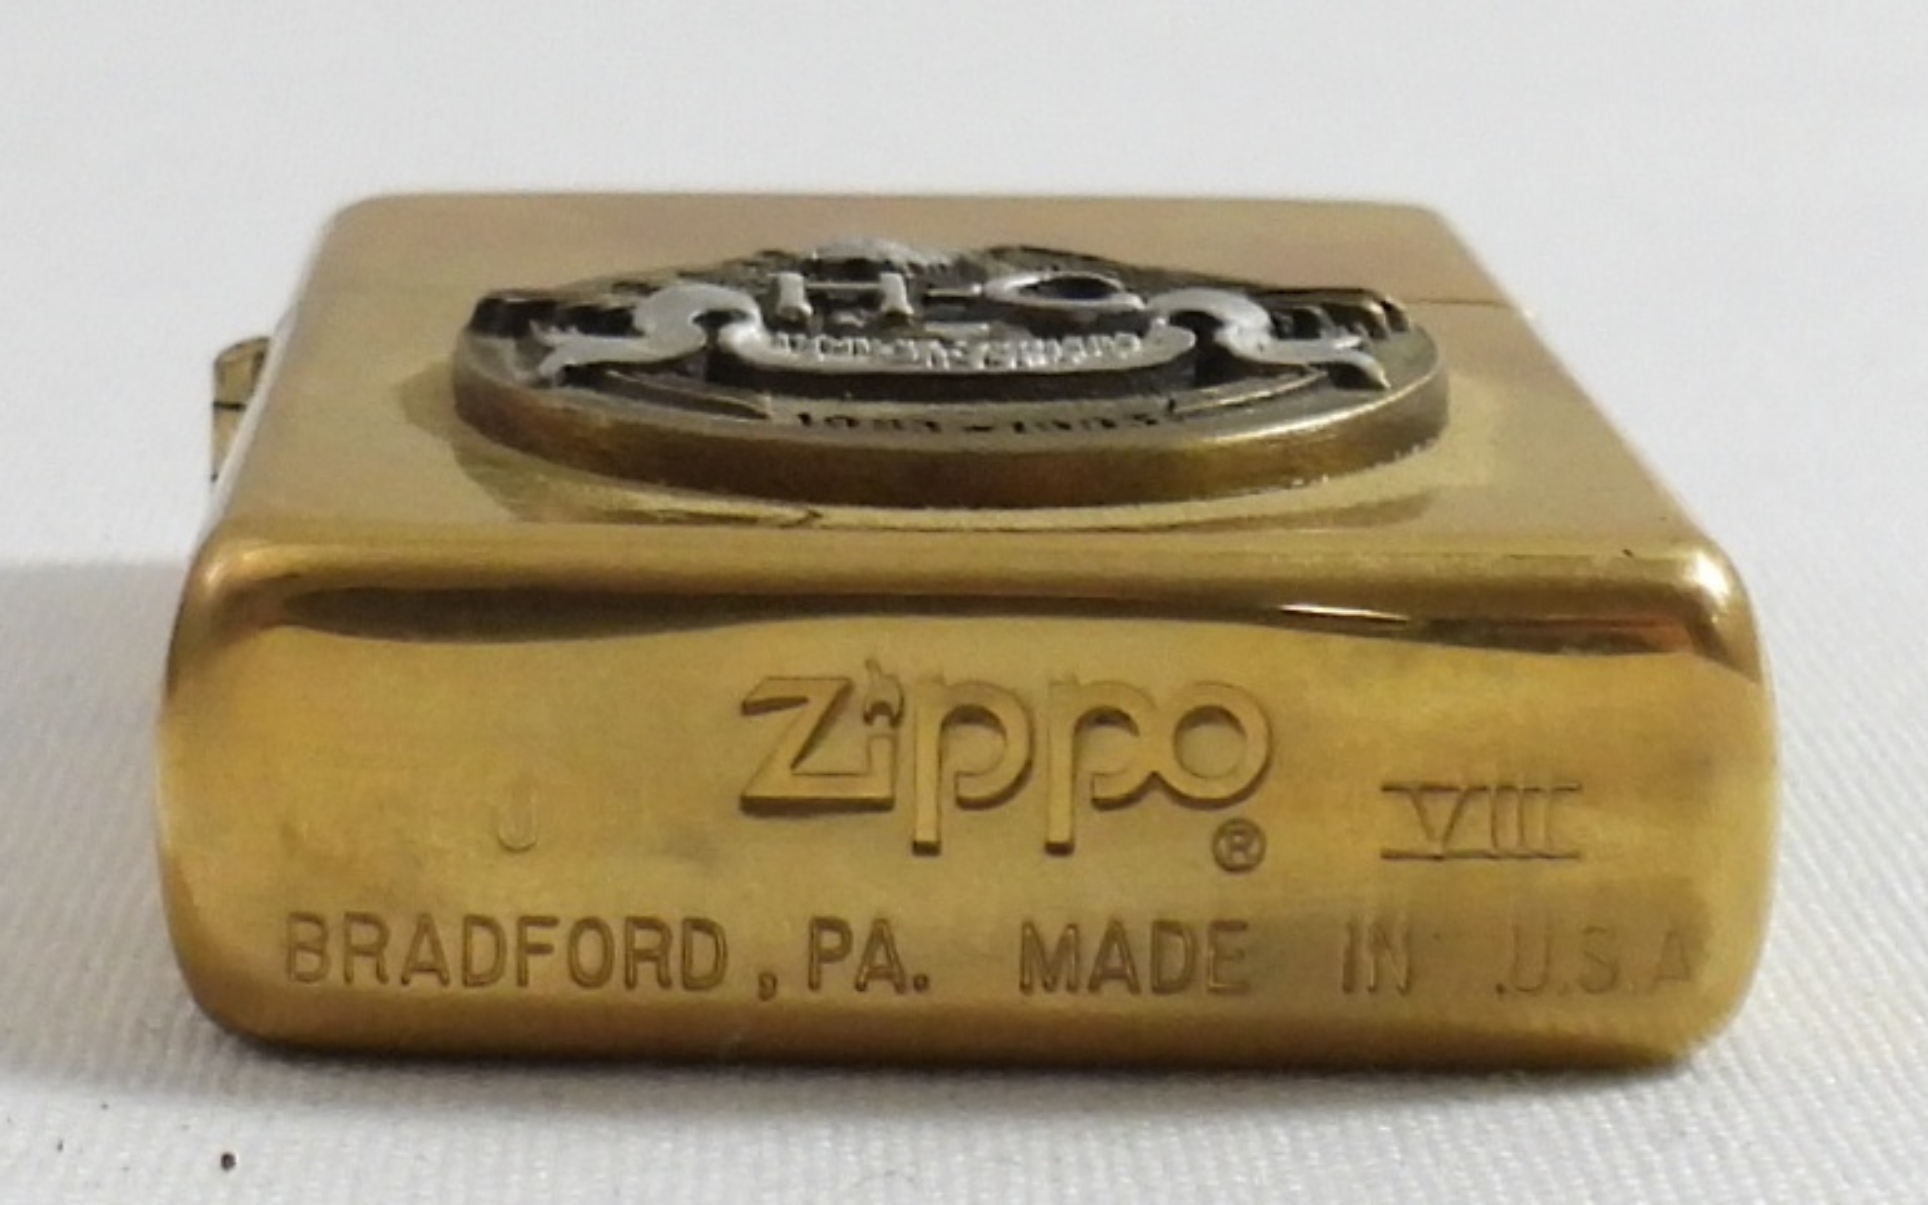 H-O
Zippo
®
J VIII
BRADFORD , PA. MADE IN .U.S.A